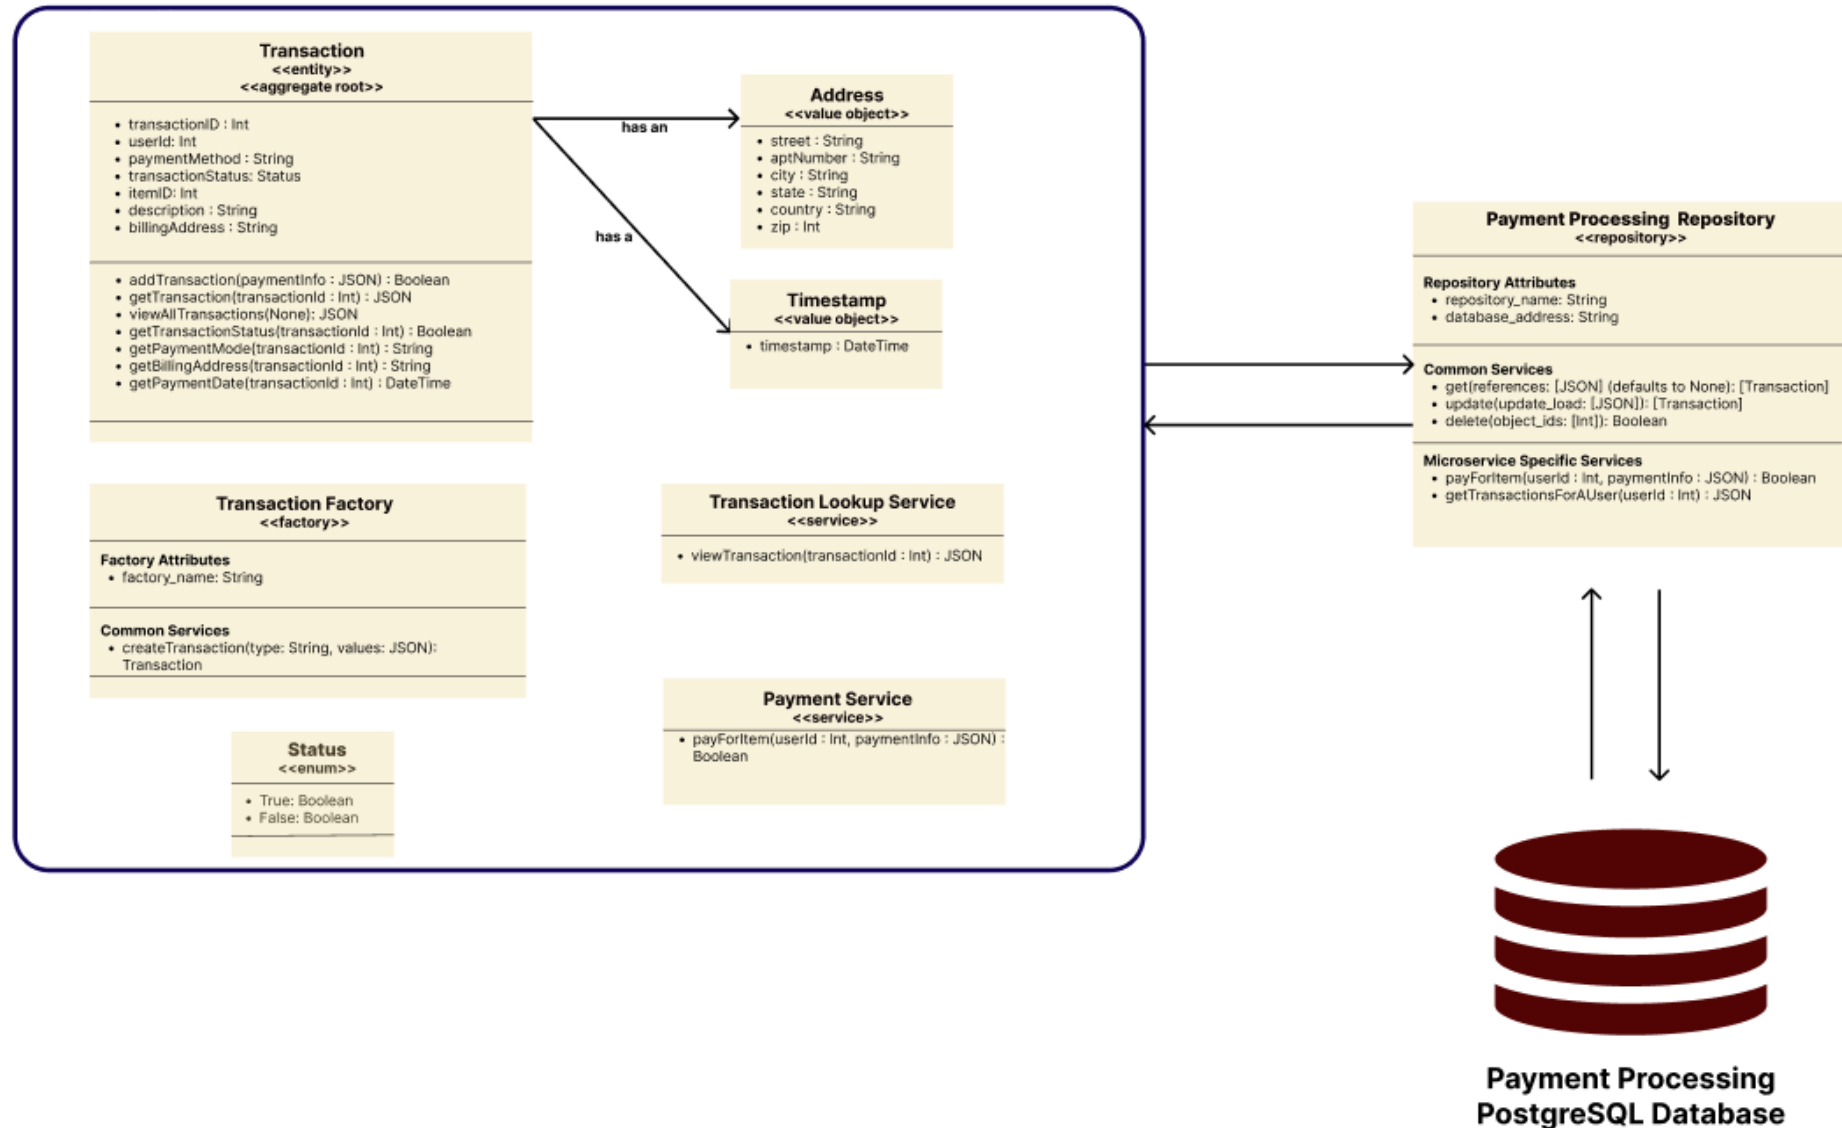 Transaction
<<entity>>
<<aggregate root>>
• transactionID : Int
• userId: Int
• paymentMethod : String
• transactionStatus: Status
• itemID: Int
• description : String
• billingAddress : String
• addTransaction(paymentInfo : JSON) : Boolean
• getTransaction(transactionId : Int) : JSON
• viewAllTransactions(None): JSON
• getTransactionStatus(transactionId : Int) : Boolean
• getPaymentMode(transactionId : Int) : String
• getBillingAddress(transactionId : Int) : String
• getPaymentDate(transactionId : Int) : DateTime
has an
has a
Address
<<value object>>
• street : String
• aptNumber : String
• city : String
• state : String
• country : String
• zip : Int
Timestamp
<<value object>>
• timestamp : DateTime
Transaction Factory
<<factory>>
Factory Attributes
• factory_name: String
Common Services
• createTransaction(type: String, values: JSON):
Transaction
Transaction Lookup Service
<<service>>
• viewTransaction(transactionId : Int) : JSON
Status
<<enum>>
• True: Boolean
• False: Boolean
Payment Service
<<service>>
• payForItem(userId : Int, paymentInfo : JSON) :
Boolean
Payment Processing Repository
<<repository>>
Repository Attributes
• repository_name: String
• database_address: String
Common Services
• get(references: [JSON] (defaults to None): [Transaction]
• update(update_load: [JSON]): [Transaction]
• delete(object_ids: [Int]): Boolean
Microservice Specific Services
• payForItem(userId : Int, paymentInfo : JSON) : Boolean
• getTransactionsForAUser(userId : Int) : JSON
Payment Processing
PostgreSQL Database